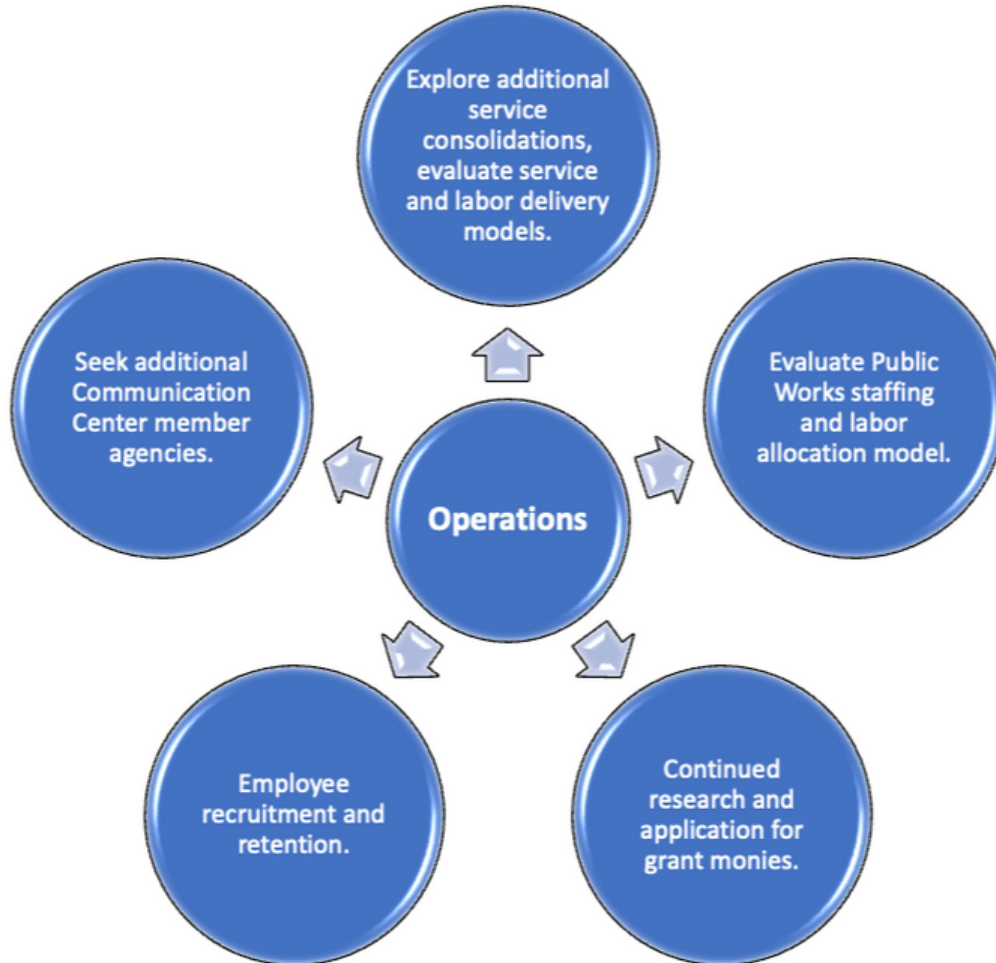 Explore additional
service
consolidations,
evaluate service
and labor delivery
models.
Seek additional
Communication
Center member
agencies.
Evaluate Public
Works staffing
and labor
allocation model.
Operations
Employee
recruitment and
retention.
Continued
research and
application for
grant monies.